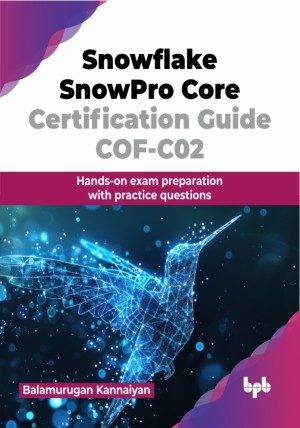 Snowflake
SnowPro Core
Certification Guide
COF-C02
Hands-on exam preparation
with practice questions
Balamurugan Kannaiyan
bpb